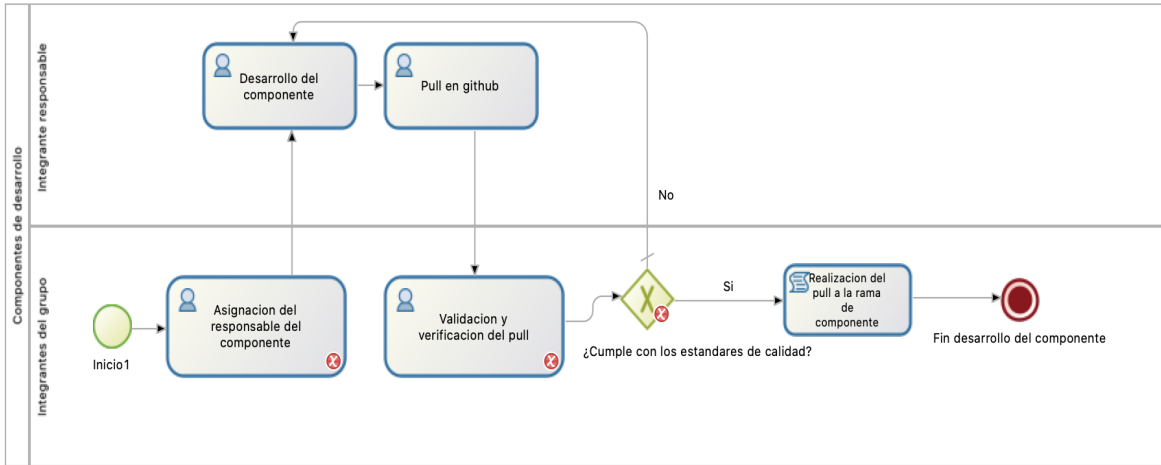 Componentes de desarrollo
Integrante responsable
Desarrollo del
componente
Pull en github
No
Integrantes del grupo
Inicio1
Asignacion del
responsable del
componente
Validacion y
verificacion del pull
¿Cumple con los estandares de calidad?
Si
Realizacion del
pull a la rama
de
componente
Fin desarrollo del componente